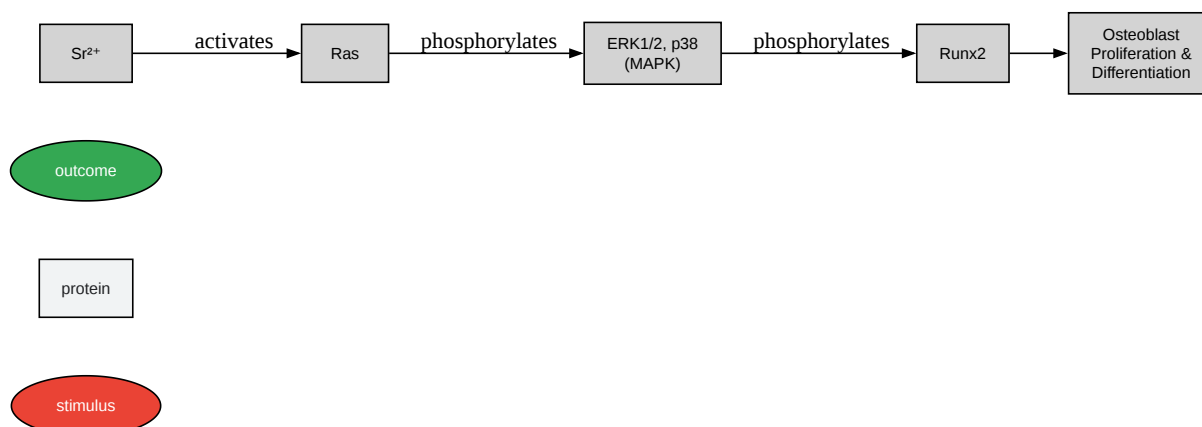 Sr²⁺
activates
Ras
phosphorylates
ERK1/2, p38
(MAPK)
phosphorylates
Runx2
Osteoblast
Proliferation &
Differentiation
outcome
protein
stimulus